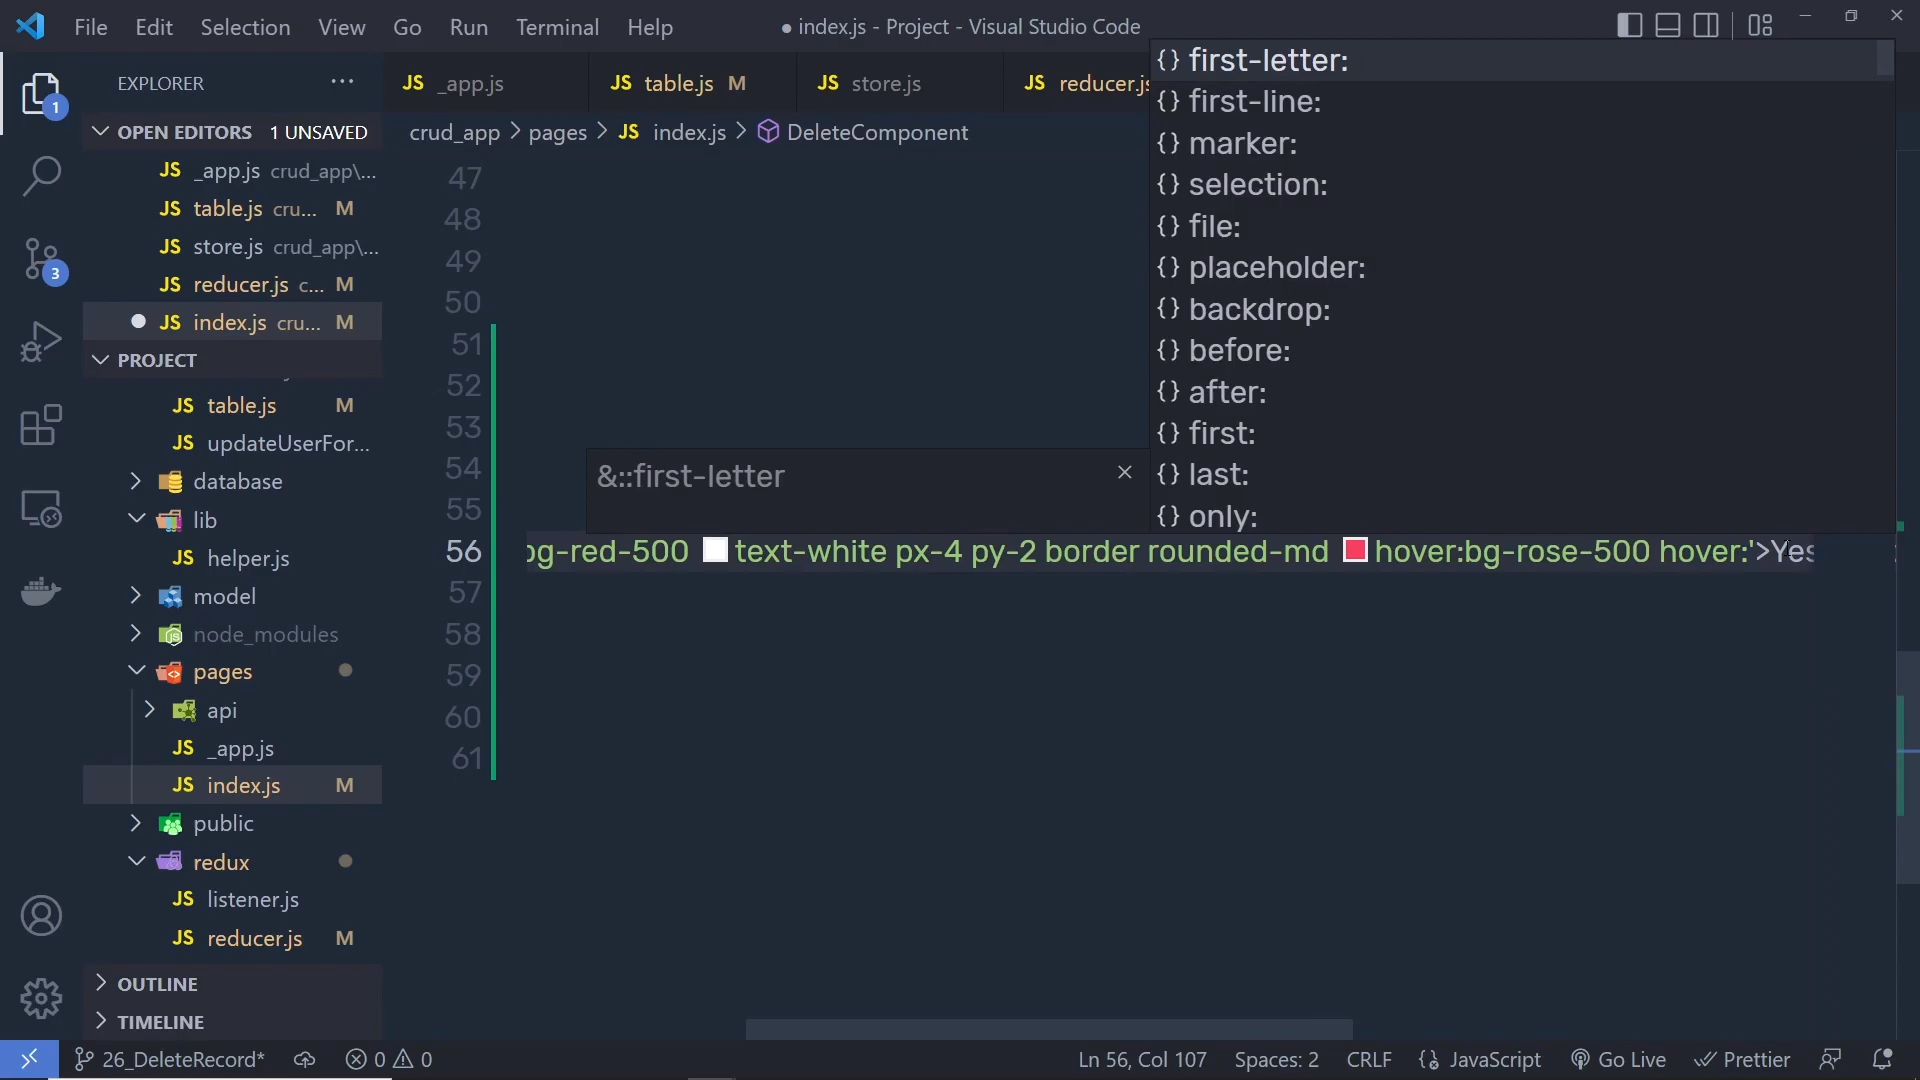 File Edit Selection View Go Run Terminal Help
● index.js - Project - Visual Studio Code
EXPLORER ···
1
3
OPEN EDITORS 1 UNSAVED
JS _app.js crud_app\...
JS table.js cru... M
JS store.js crud_app\...
JS reducer.js c... M
JS index.js cru... M
PROJECT
JS table.js M
JS updateUserFor...
database
lib
JS helper.js
model
node_modules
pages
api
JS _app.js
JS index.js M
public
redux
JS listener.js
JS reducer.js M
OUTLINE
TIMELINE
JS _app.js JS table.js M JS store.js JS reducer.js
crud_app > pages > JS index.js > DeleteComponent
47
48
49
50
51
52
53
54
55
56 bg-red-500 text-white px-4 py-2 border rounded-md hover:bg-rose-500 hover:'>Yes
57
58
59
60
61
&::first-letter ×
{} first-letter:
{} first-line:
{} marker:
{} selection:
{} file:
{} placeholder:
{} backdrop:
{} before:
{} after:
{} first:
{} last:
{} only:
26_DeleteRecord* 0 0 Ln 56, Col 107 Spaces: 2 CRLF {} JavaScript Go Live Prettier